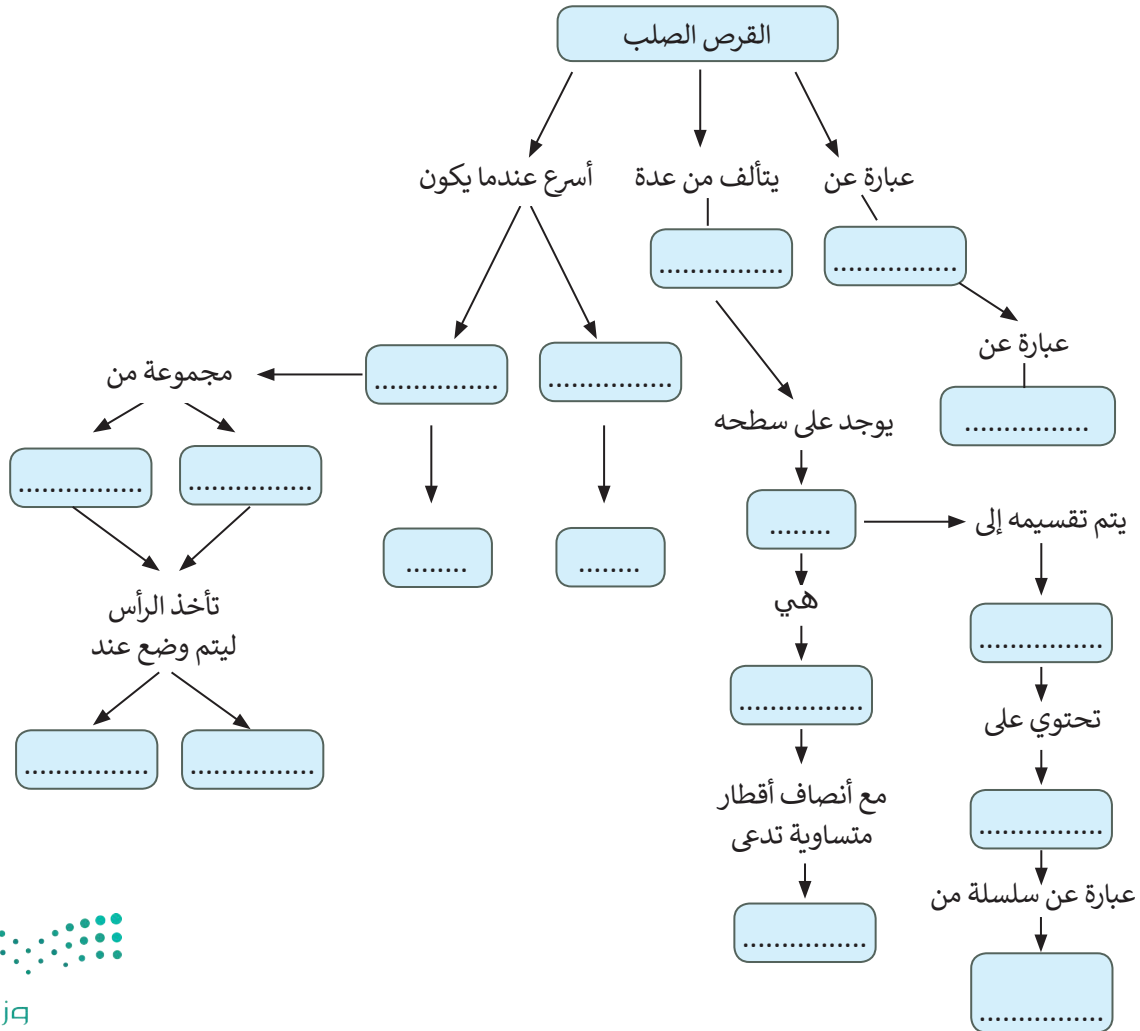 القرص الصلب
عبارة عن
يتألف من عدة
أسرع عندما يكون
................
................
عبارة عن
................
................
................
مجموعة من
يوجد على سطحه
................
................
........
يتم تقسيمه إلى
........
........
هي
تأخذ الرأس
ليتم وضع عند
................
................
تحتوي على
................
................
مع أنصاف أقطار
متساوية تدعى
................
عبارة عن سلسلة من
................
................